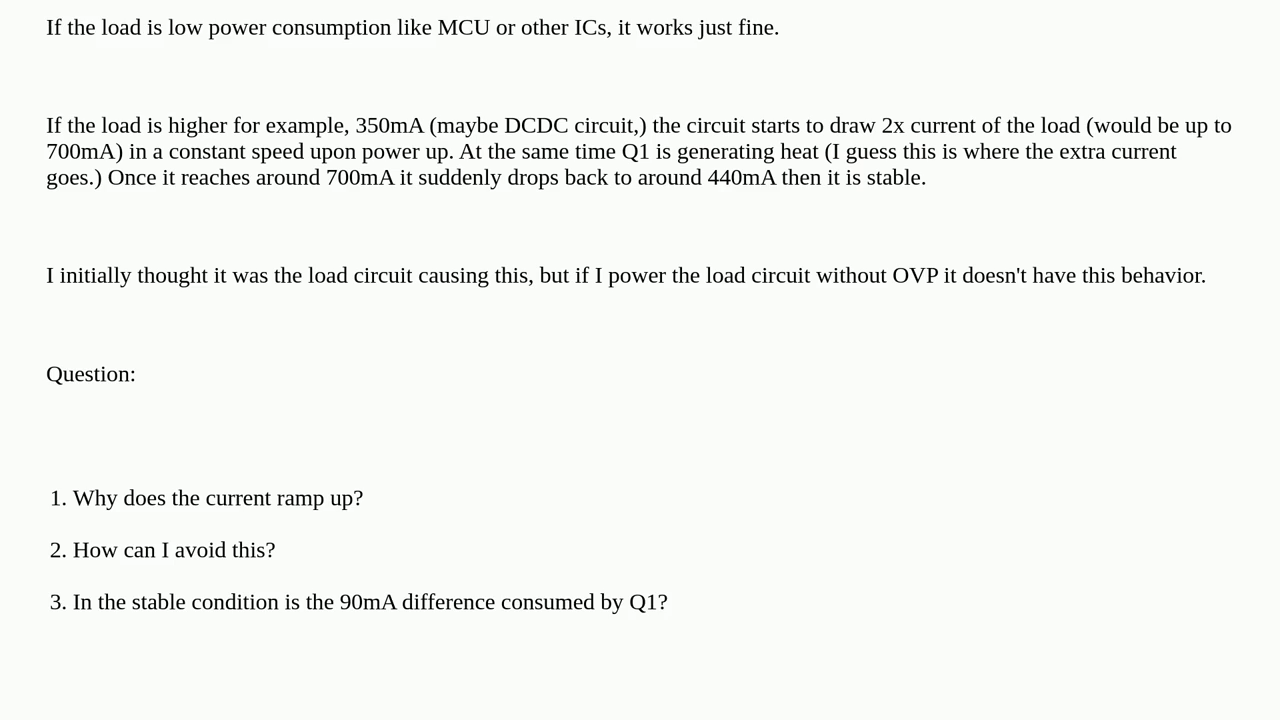 If the load is low power consumption like MCU or other ICs, it works just fine.
If the load is higher for example, 350mA (maybe DCDC circuit,) the circuit starts to draw 2x current of the load (would be up to
700mA) in a constant speed upon power up. At the same time Q1 is generating heat (I guess this is where the extra current
goes.) Once it reaches around 700mA it suddenly drops back to around 440mA then it is stable.
I initially thought it was the load circuit causing this, but if I power the load circuit without OVP it doesn't have this behavior.
Question:
1. Why does the current ramp up?
2. How can I avoid this?
3. In the stable condition is the 90mA difference consumed by Q1?